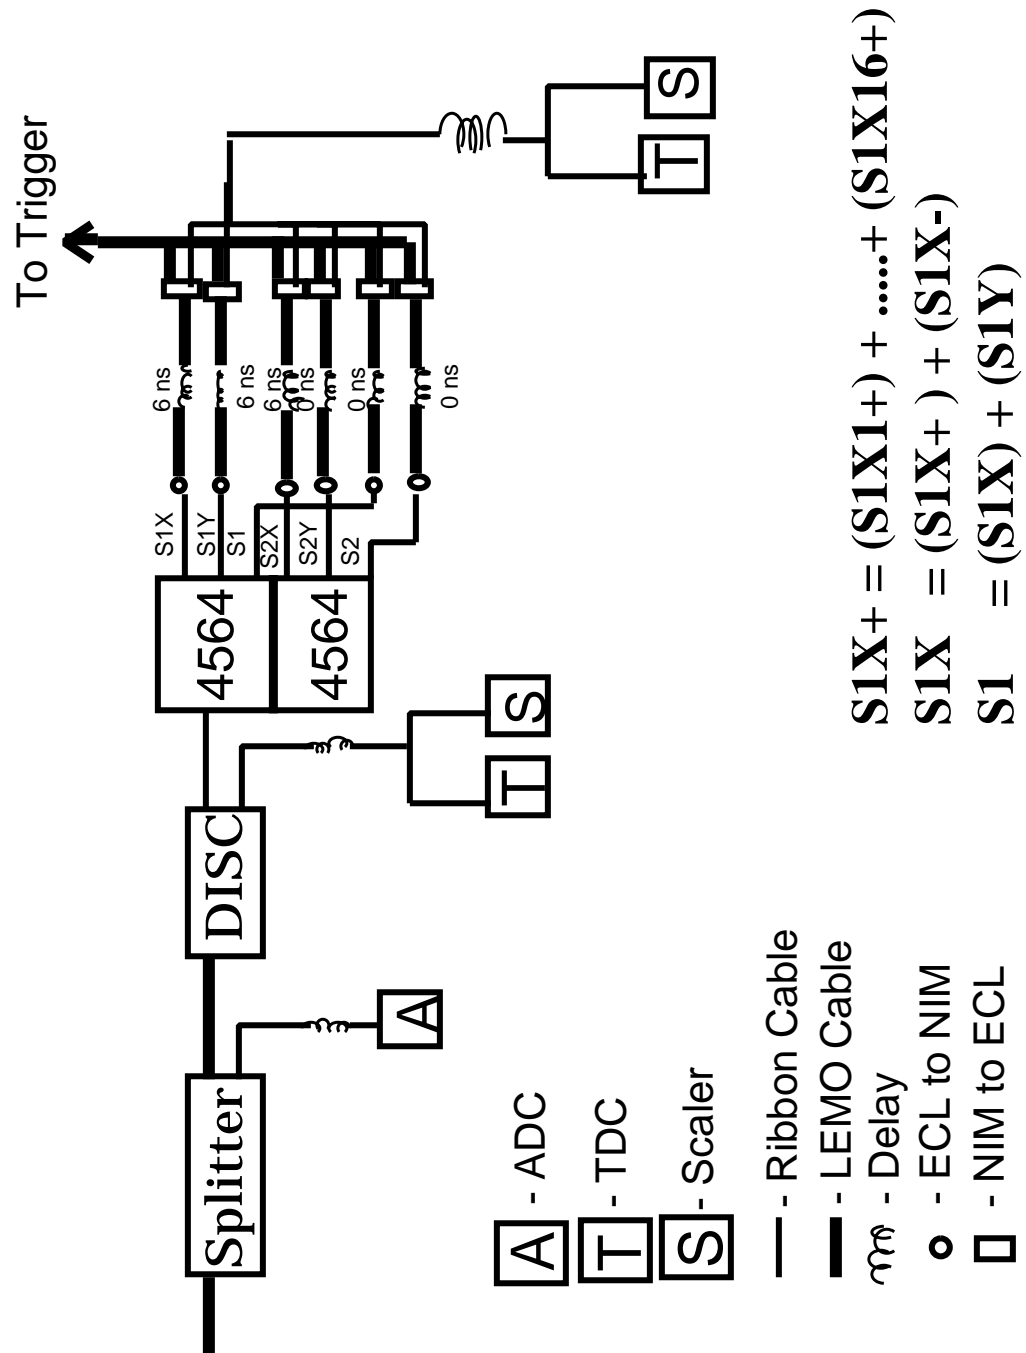 To Trigger
S
T
6 ns
6 ns
6 ns
0 ns
0 ns
0 ns
S1X
S1Y
S1
S2X
S2Y
S2
4564
4564
S
T
DISC
A
Splitter
A - ADC
T - TDC
S - Scaler
- Ribbon Cable
- LEMO Cable
- Delay
- ECL to NIM
- NIM to ECL
S1X+ = (S1X1+) + ......+ (S1X16+)
S1X = (S1X+ ) + (S1X-)
S1 = (S1X) + (S1Y)